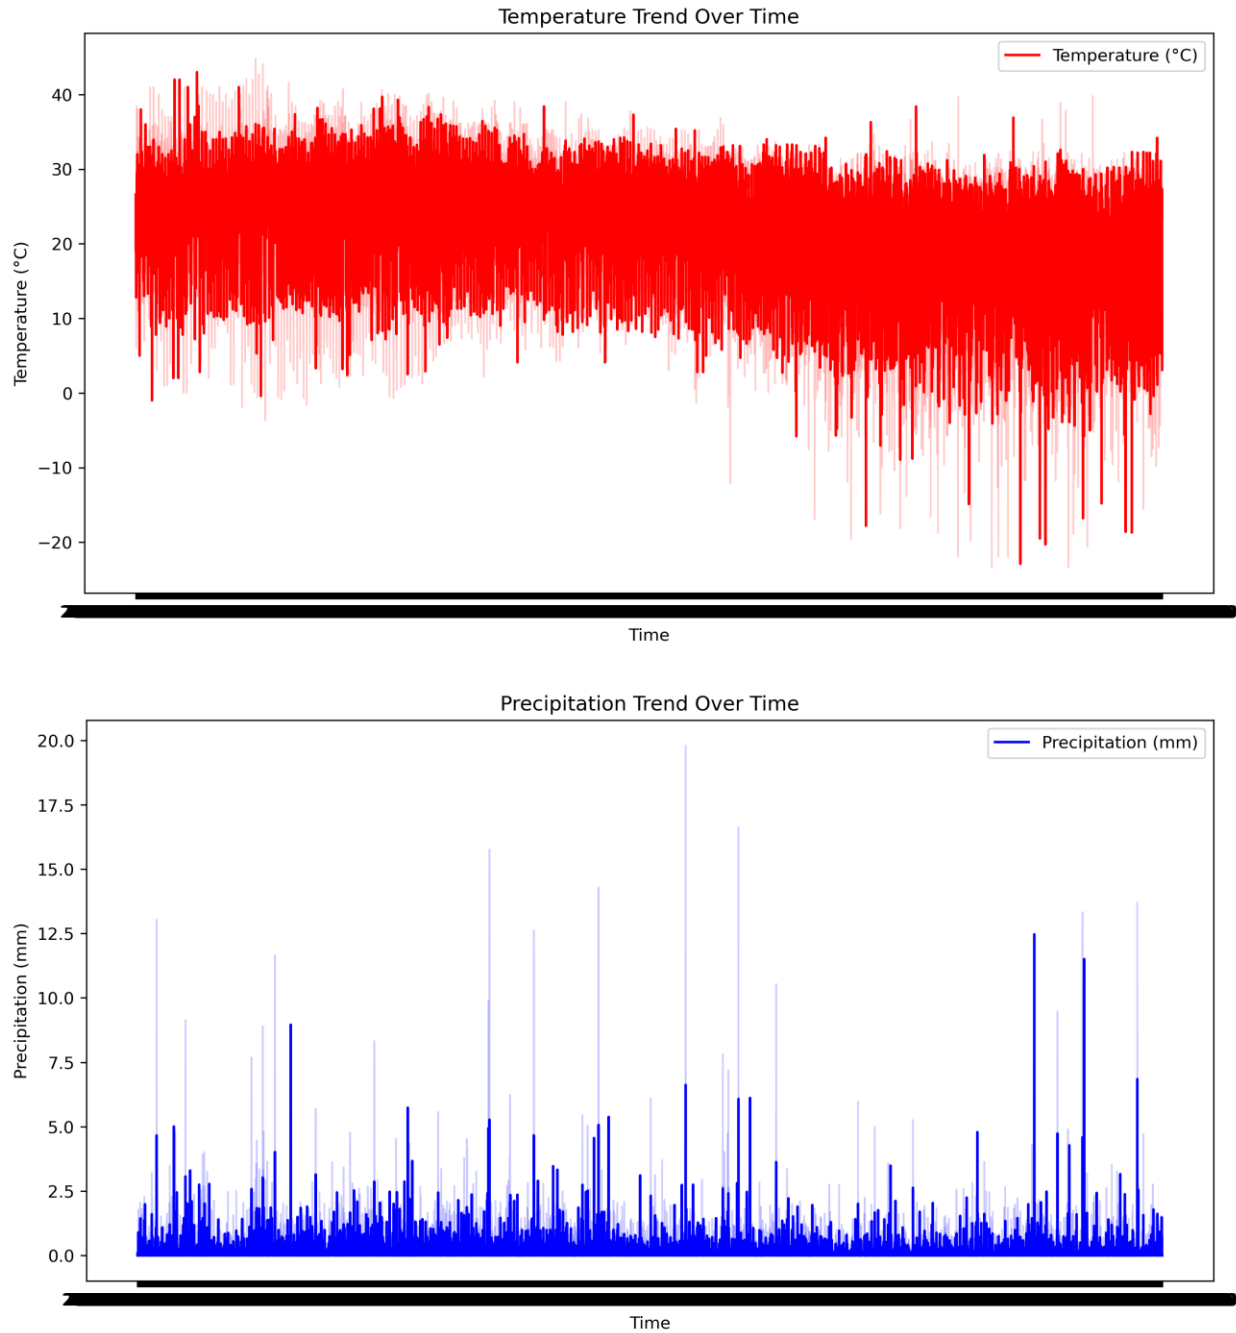 Temperature Trend Over Time
Temperature (°C)
40
30
20
10
0
−10
−20
Temperature (°C)
Time
Precipitation Trend Over Time
Precipitation (mm)
20.0
17.5
15.0
12.5
10.0
7.5
5.0
2.5
0.0
Precipitation (mm)
Time